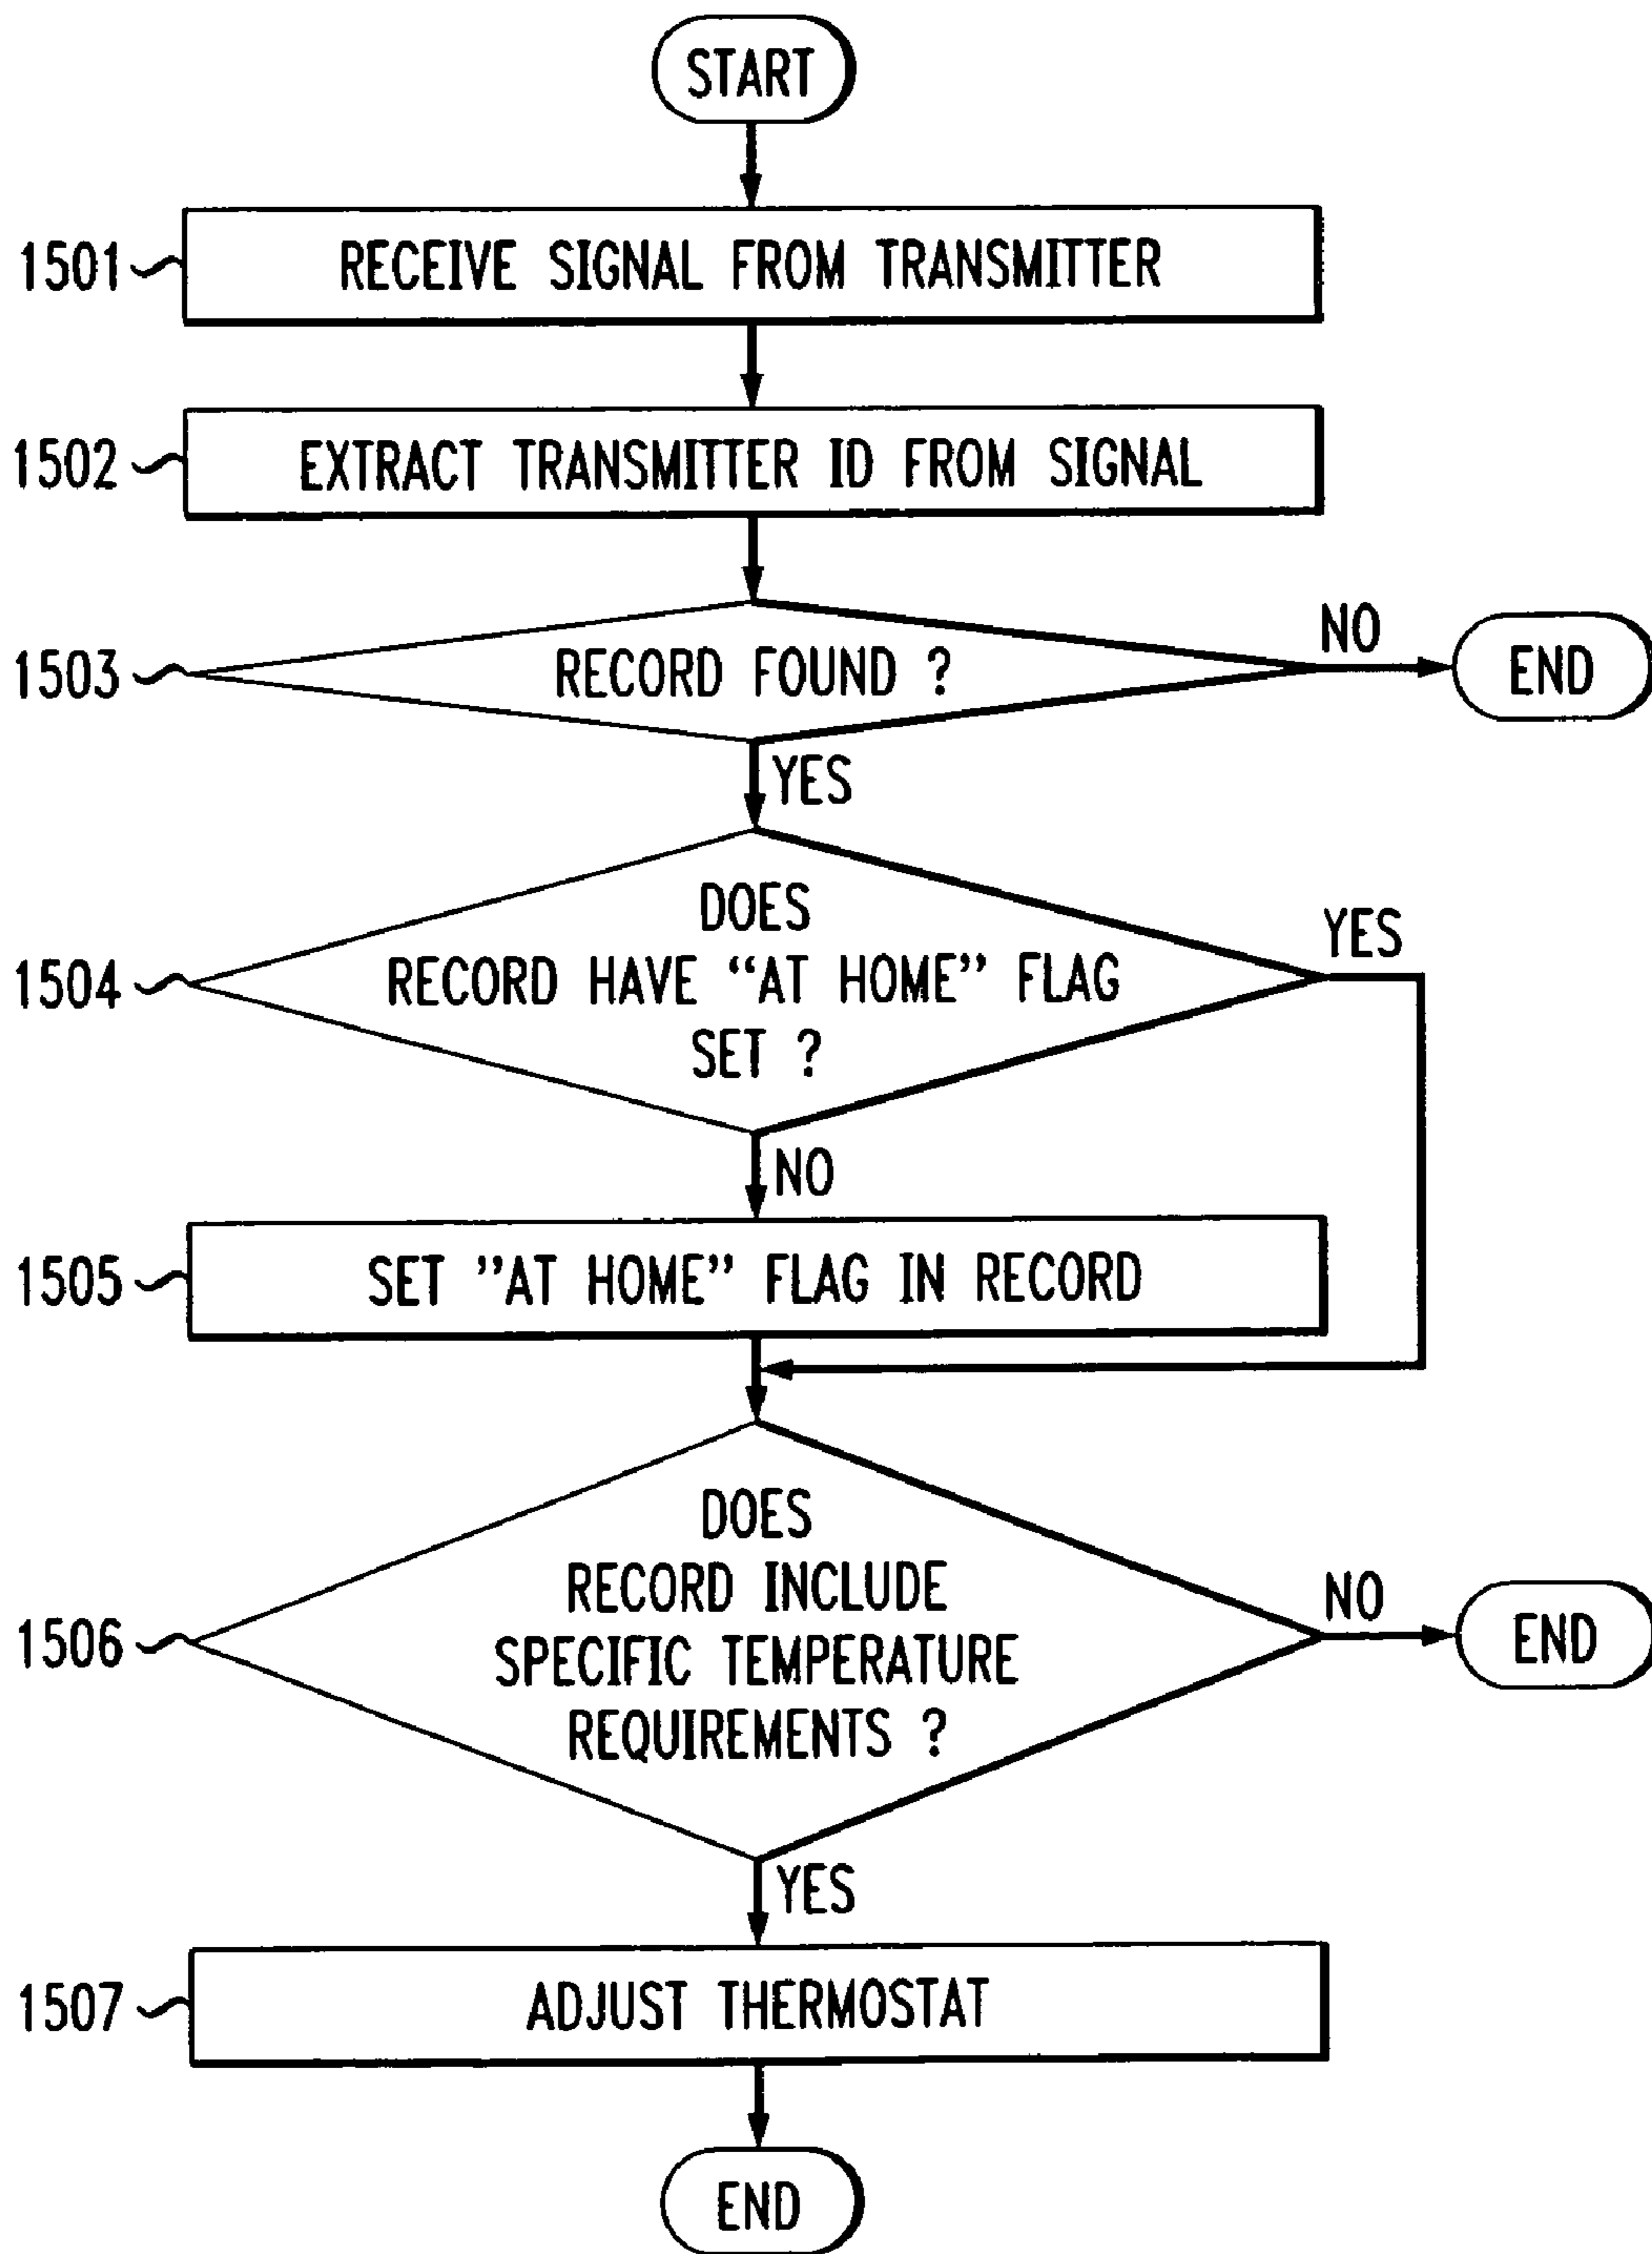 START
1501
RECEIVE SIGNAL FROM TRANSMITTER
1502
EXTRACT TRANSMITTER ID FROM SIGNAL
1503
RECORD FOUND ?
NO
END
YES
1504
DOES
RECORD HAVE “AT HOME” FLAG
SET ?
YES
NO
1505
SET ”AT HOME” FLAG IN RECORD
1506
DOES
RECORD INCLUDE
SPECIFIC TEMPERATURE
REQUIREMENTS ?
NO
END
YES
1507
ADJUST THERMOSTAT
END